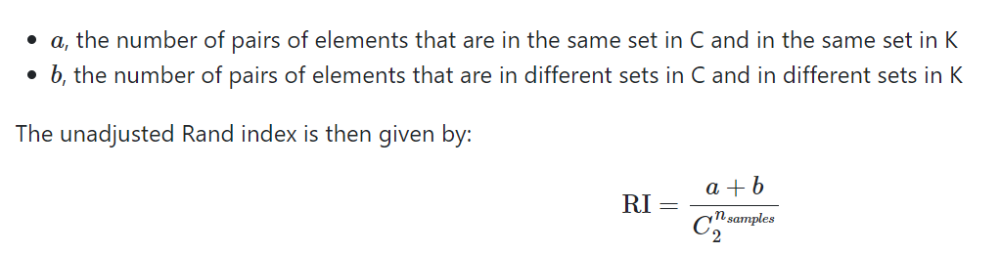 • a, the number of pairs of elements that are in the same set in C and in the same set in K
• b, the number of pairs of elements that are in different sets in C and in different sets in K
The unadjusted Rand index is then given by:
RI = \frac{a + b}{C_2^{n_{samples}}}